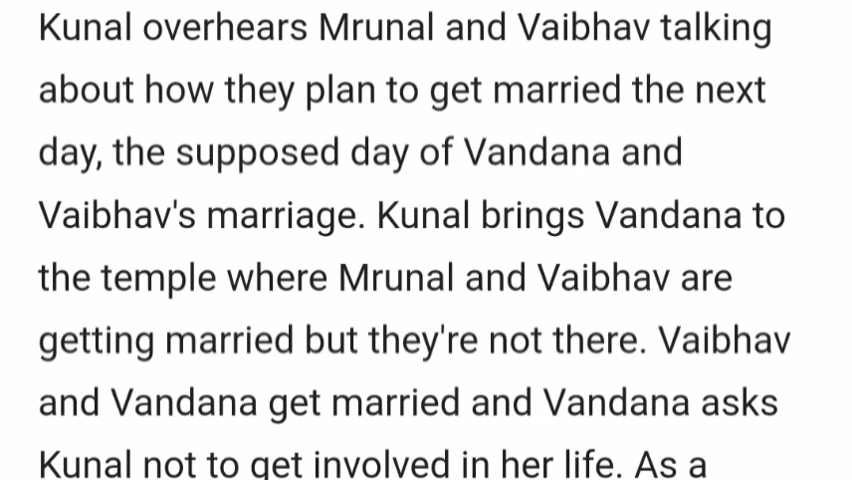 Kunal overhears Mrunal and Vaibhav talking
about how they plan to get married the next
day, the supposed day of Vandana and
Vaibhav's marriage. Kunal brings Vandana to
the temple where Mrunal and Vaibhav are
getting married but they're not there. Vaibhav
and Vandana get married and Vandana asks
Kunal not to get involved in her life. As a